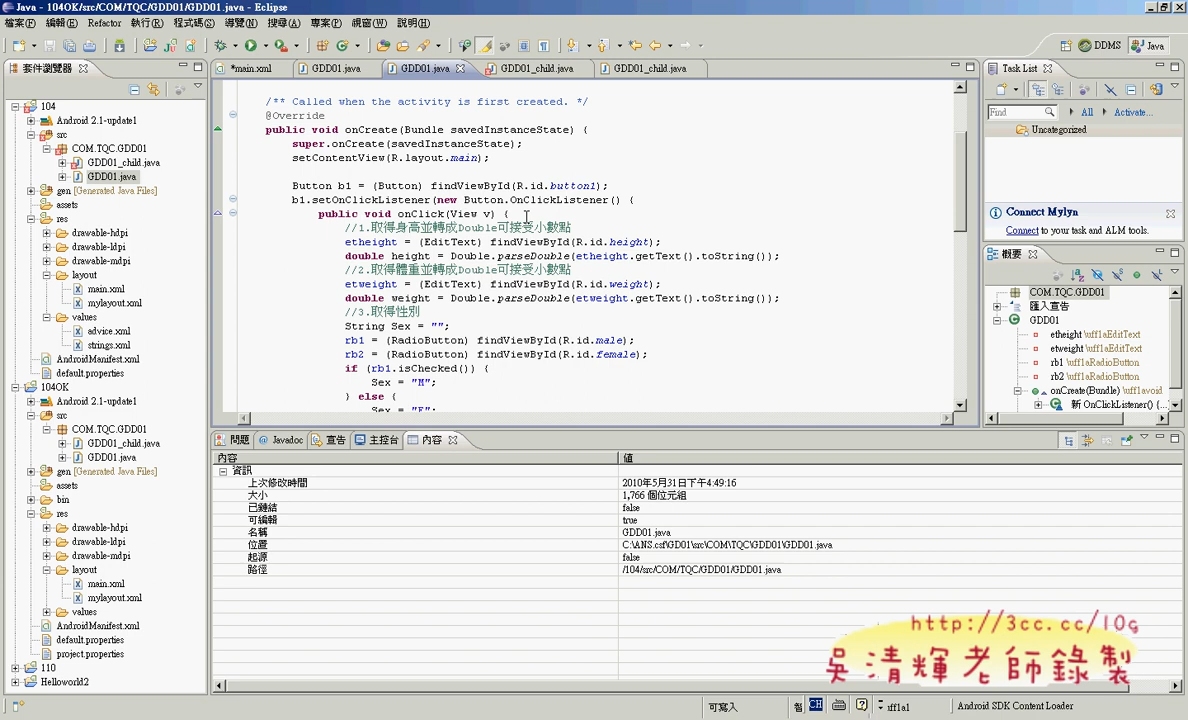 Java - 104OK/src/COM/TQC/GDD01/GDD01.java - Eclipse
檔案(F) 編輯(E) Refactor 執行(R) 程式碼(S) 導覽(N) 搜尋(A) 專案(P) 視窗(W) 說明(H)
DDMS Java
套件瀏覽器
*main.xml GDD01.java GDD01.java GDD01_child.java GDD01_child.java
Task List
Find All Activate...
Uncategorized
Connect Mylyn
Connect to your task and ALM tools.
概要
COM.TQC.GDD01
匯入宣告
GDD01
etheight \uff1aEditText
etweight \uff1aEditText
rb1 \uff1aRadioButton
rb2 \uff1aRadioButton
onCreate(Bundle) \uff1avoid
新 OnClickListener() {...}
104
Android 2.1-update1
src
COM.TQC.GDD01
GDD01_child.java
GDD01.java
gen [Generated Java Files]
assets
res
drawable-hdpi
drawable-ldpi
drawable-mdpi
layout
main.xml
mylayout.xml
values
advice.xml
strings.xml
AndroidManifest.xml
default.properties
104OK
Android 2.1-update1
src
COM.TQC.GDD01
GDD01_child.java
GDD01.java
gen [Generated Java Files]
assets
bin
res
drawable-hdpi
drawable-ldpi
drawable-mdpi
layout
main.xml
mylayout.xml
values
AndroidManifest.xml
default.properties
project.properties
110
Helloworld2
/** Called when the activity is first created. */
@Override
public void onCreate(Bundle savedInstanceState) {
super.onCreate(savedInstanceState);
setContentView(R.layout.main);
Button b1 = (Button) findViewById(R.id.button1);
b1.setOnClickListener(new Button.OnClickListener() {
public void onClick(View v) {
//1.取得身高並轉成Double可接受小數點
etheight = (EditText) findViewById(R.id.height);
double height = Double.parseDouble(etheight.getText().toString());
//2.取得體重並轉成Double可接受小數點
etweight = (EditText) findViewById(R.id.weight);
double weight = Double.parseDouble(etweight.getText().toString());
//3.取得性別
String Sex = "";
rb1 = (RadioButton) findViewById(R.id.male);
rb2 = (RadioButton) findViewById(R.id.female);
if (rb1.isChecked()) {
Sex = "M";
} else {
Sex = "F";
問題 Javadoc 宣告 主控台 內容
內容 值
資訊
上次修改時間 2010年5月31日下午4:49:16
大小 1,766 個位元組
已鏈結 false
可編輯 true
名稱 GDD01.java
位置 C:\ANS.csf\GD01\src\COM\TQC\GDD01\GDD01.java
起源 false
路徑 /104/src/COM/TQC/GDD01/GDD01.java
http://3cc.cc/10g
吳清輝老師錄製
可寫入 智 CH \uff1a1 Android SDK Content Loader